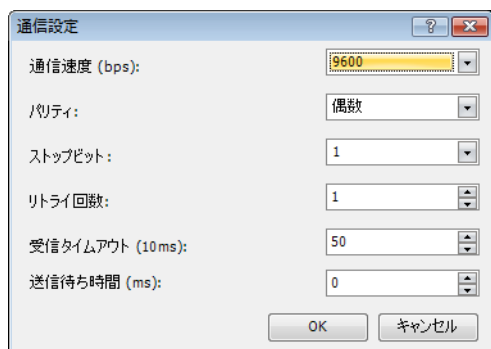 通信設定
通信速度 (bps): 9600
パリティ: 偶数
ストップビット: 1
リトライ回数: 1
受信タイムアウト (10ms): 50
送信待ち時間 (ms): 0
OK キャンセル